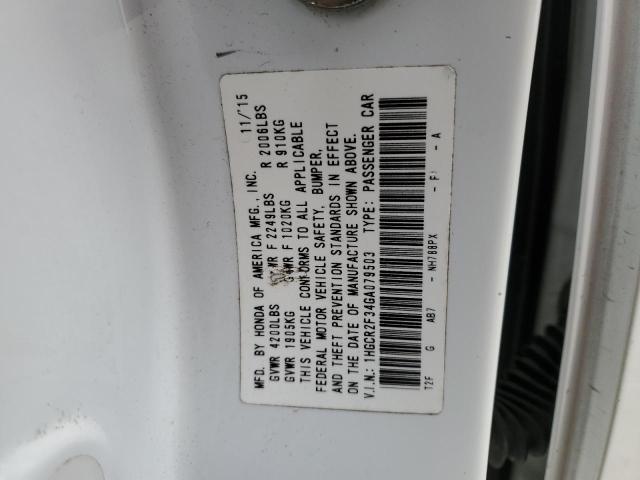 MFD. BY HONDA OF AMERICA MFG., INC. 11/15
GVWR 4200LBS GAWR F 2249LBS R 2006LBS
GVWR 1905KG GAWR F 1020KG R 910KG
THIS VEHICLE CONFORMS TO ALL APPLICABLE
FEDERAL MOTOR VEHICLE SAFETY, BUMPER,
AND THEFT PREVENTION STANDARDS IN EFFECT
ON THE DATE OF MANUFACTURE SHOWN ABOVE.
V.I.N.: 1HGCR2F34GA079503 TYPE: PASSENGER CAR
T2F G AB7 - NH788PX - F - A